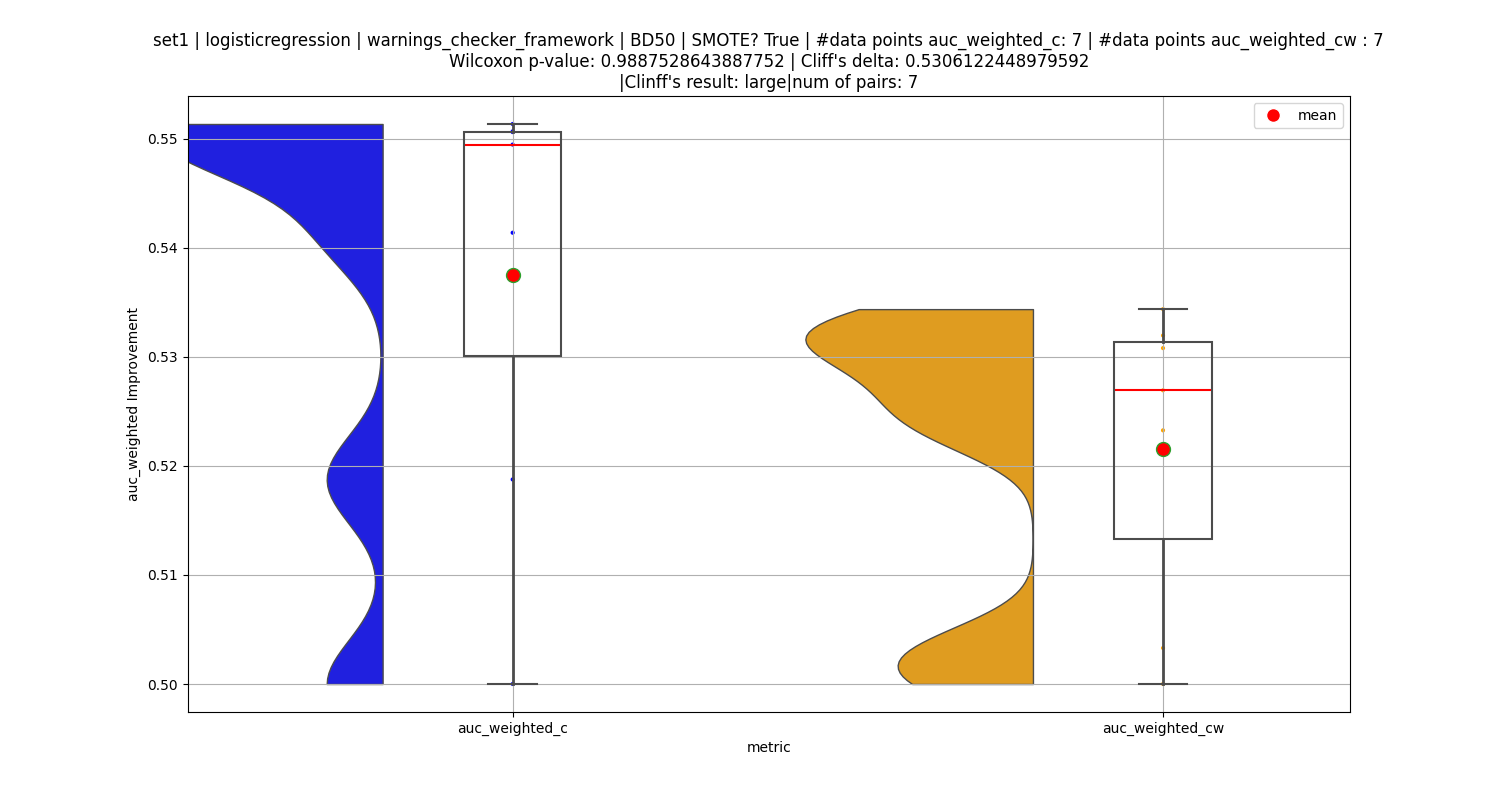 set1 | logisticregression | warnings_checker_framework | BD50 | SMOTE? True | #data points auc_weighted_c: 7 | #data points auc_weighted_cw : 7
Wilcoxon p-value: 0.9887528643887752 | Cliff's delta: 0.5306122448979592
|Clinff's result: large|num of pairs: 7
mean
0.55
0.54
0.53
0.52
0.51
0.50
auc_weighted Improvement
auc_weighted_c
auc_weighted_cw
metric